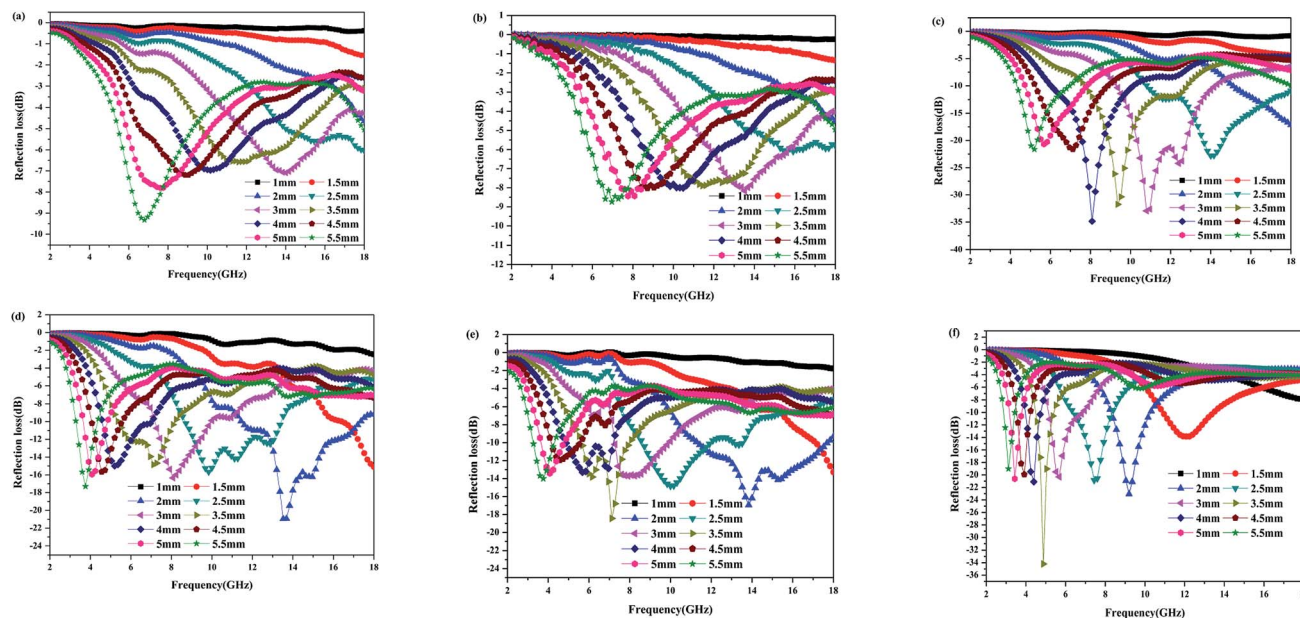 (a)
0
-1
-2
-3
-4
-5
-6
-7
-8
-9
-10
Reflection loss(dB)
1mm 1.5mm
2mm 2.5mm
3mm 3.5mm
4mm 4.5mm
5mm 5.5mm
2 4 6 8 10 12 14 16 18
Frequency(GHz)
(b)
1
0
-1
-2
-3
-4
-5
-6
-7
-8
-9
-10
-11
-12
Reflection loss(dB)
1mm 1.5mm
2mm 2.5mm
3mm 3.5mm
4mm 4.5mm
5mm 5.5mm
2 4 6 8 10 12 14 16 18
Frequency(GHz)
(c)
0
-5
-10
-15
-20
-25
-30
-35
-40
Reflection loss(dB)
1mm 1.5mm
2mm 2.5mm
3mm 3.5mm
4mm 4.5mm
5mm 5.5mm
2 4 6 8 10 12 14 16 18
Frequency(GHz)
(d)
2
0
-2
-4
-6
-8
-10
-12
-14
-16
-18
-20
-22
-24
Reflection loss(dB)
1mm 1.5mm
2mm 2.5mm
3mm 3.5mm
4mm 4.5mm
5mm 5.5mm
2 4 6 8 10 12 14 16 18
Frequency(GHz)
(e)
4
2
0
-2
-4
-6
-8
-10
-12
-14
-16
-18
-20
-22
-24
-25
Reflection loss(dB)
1mm 1.5mm
2mm 2.5mm
3mm 3.5mm
4mm 4.5mm
5mm 5.5mm
2 4 6 8 10 12 14 16 18
Frequency(GHz)
(f)
4
2
0
-2
-4
-6
-8
-10
-12
-14
-16
-18
-20
-22
-24
-26
-28
-30
-32
-34
-36
Reflection loss(dB)
1mm 1.5mm
2mm 2.5mm
3mm 3.5mm
4mm 4.5mm
5mm 5.5mm
2 4 6 8 10 12 14 16
Frequency(GHz)